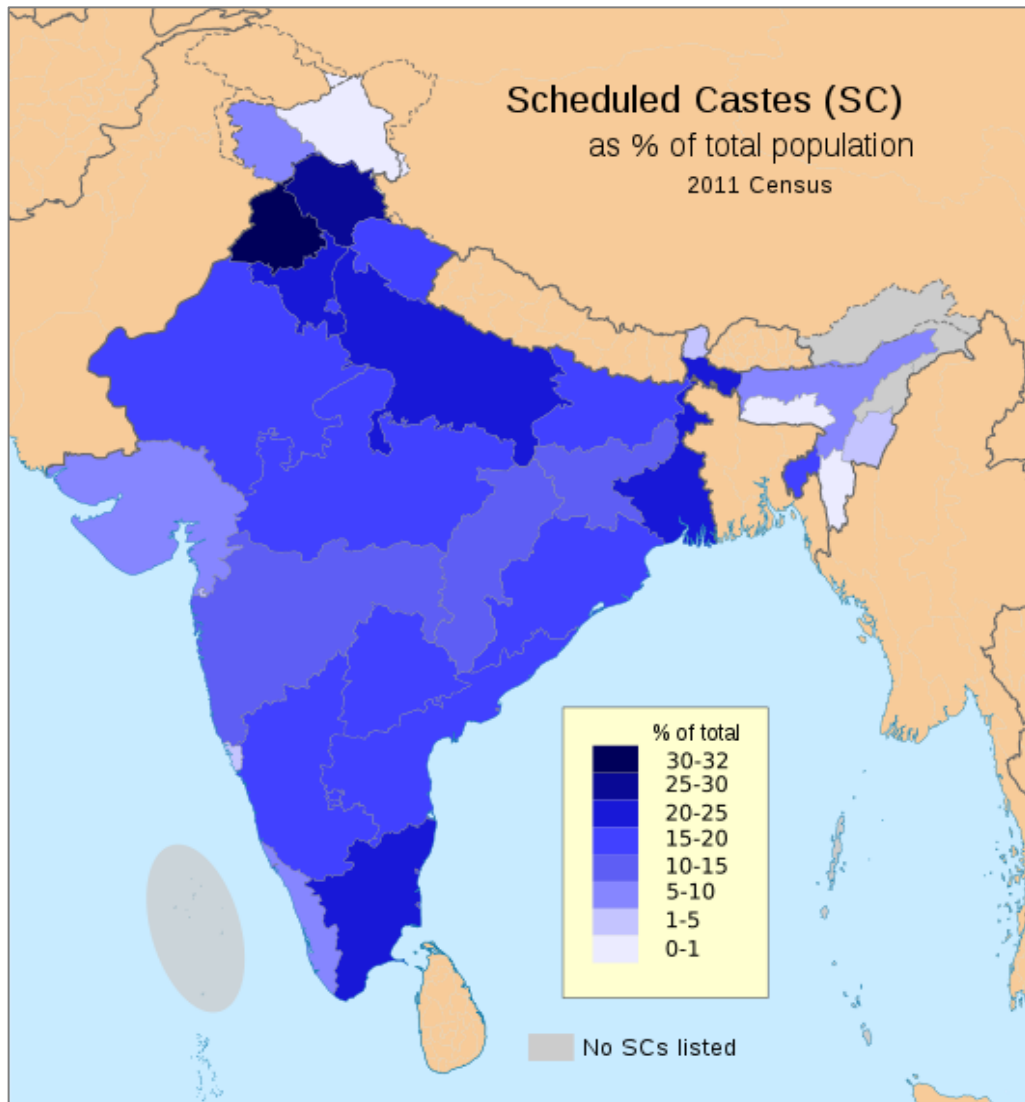 Scheduled Castes (SC)
as % of total population
2011 Census
% of total
30-32
25-30
20-25
15-20
10-15
5-10
1-5
0-1
No SCs listed